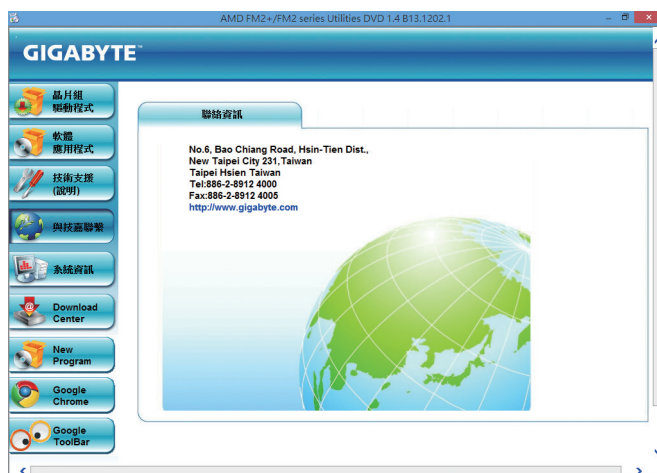 AMD FM2+/FM2 series Utilities DVD 1.4 B13.1202.1
GIGABYTE™
晶片組
驅動程式
軟體
應用程式
技術支援
(說明)
與技嘉聯繫
系統資訊
Download
Center
New
Program
Google
Chrome
Google
ToolBar
聯絡資訊
No.6, Bao Chiang Road, Hsin-Tien Dist.,
New Taipei City 231,Taiwan
Taipei Hsien Taiwan
Tel:886-2-8912 4000
Fax:886-2-8912 4005
http://www.gigabyte.com